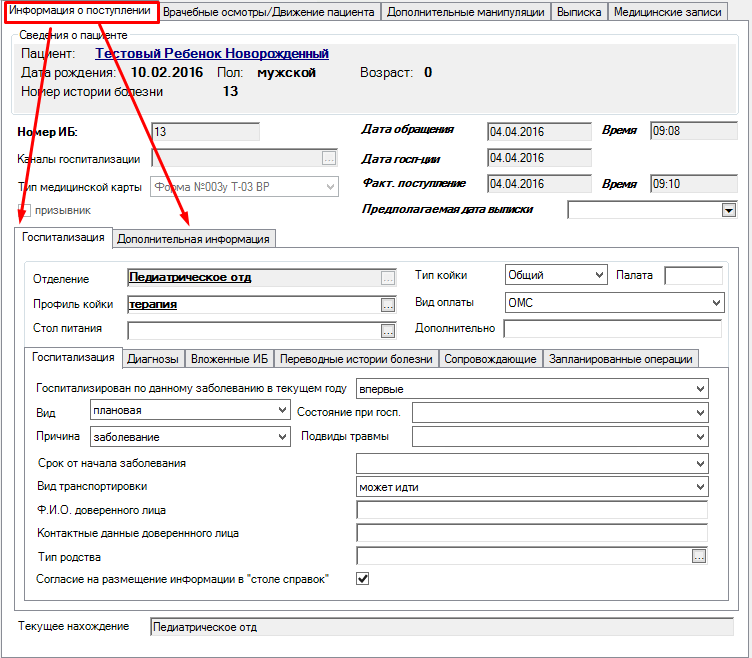 Информация о поступлении Врачебные осмотры/Движение пациента Дополнительные манипуляции Выписка Медицинские записи
Сведения о пациенте
Пациент: Тестовый Ребенок Новорожденный
Дата рождения: 10.02.2016 Пол: мужской Возраст: 0
Номер истории болезни 13
Номер ИБ: 13 Дата обращения 04.04.2016 Время 09:08
Каналы госпитализации ... Дата госп-ции 04.04.2016
Тип медицинской карты Форма №003у Т-03 ВР Факт. поступление 04.04.2016 Время 09:10
призывник Предполагаемая дата выписки
Госпитализация Дополнительная информация
Отделение Педиатрическое отд ... Тип койки Общий Палата
Профиль койки терапия ... Вид оплаты ОМС
Стол питания ... Дополнительно
Госпитализация Диагнозы Вложенные ИБ Переводные истории болезни Сопровождающие Запланированные операции
Госпитализирован по данному заболеванию в текущем году впервые
Вид плановая Состояние при госп.
Причина заболевание Подвиды травмы
Срок от начала заболевания
Вид транспортировки может идти
Ф.И.О. доверенного лица
Контактные данные доверенного лица
Тип родства ...
Согласие на размещение информации в "столе справок"
Текущее нахождение Педиатрическое отд